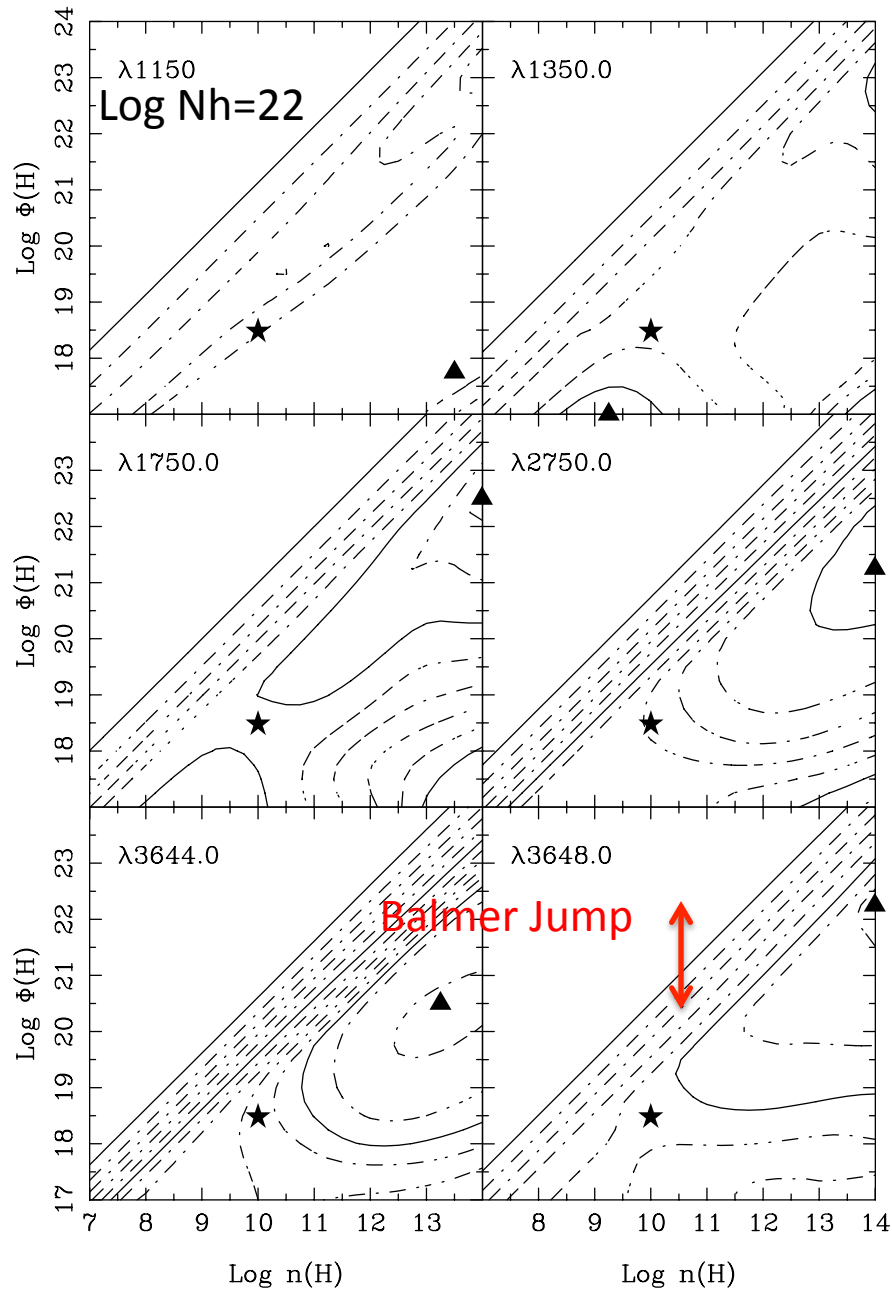 24
23
22
21
20
19
18
Log Φ(H)
λ1150
Log Nh=22
λ1350.0
23
22
21
20
19
18
Log Φ(H)
λ1750.0
λ2750.0
23
22
21
20
19
18
17
Log Φ(H)
λ3644.0
λ3648.0
Balmer Jump
7 8 9 10 11 12 13
8 9 10 11 12 13 14
Log n(H)
Log n(H)